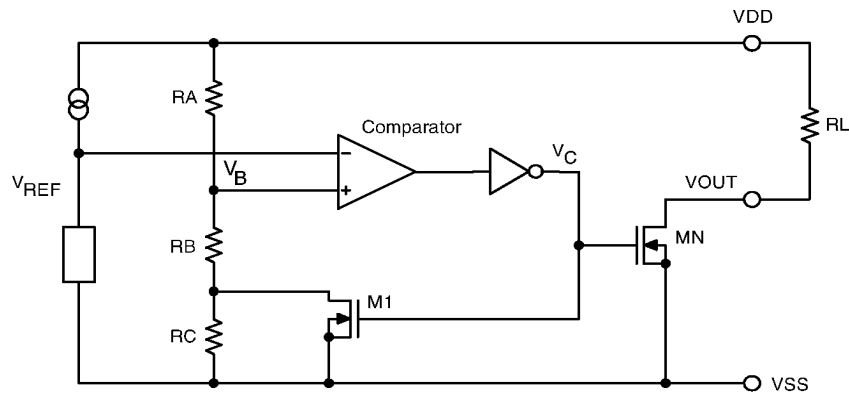 VDD
RA
Comparator
RL
−
VREF
VB
VC
+
VOUT
RB
MN
M1
RC
VSS